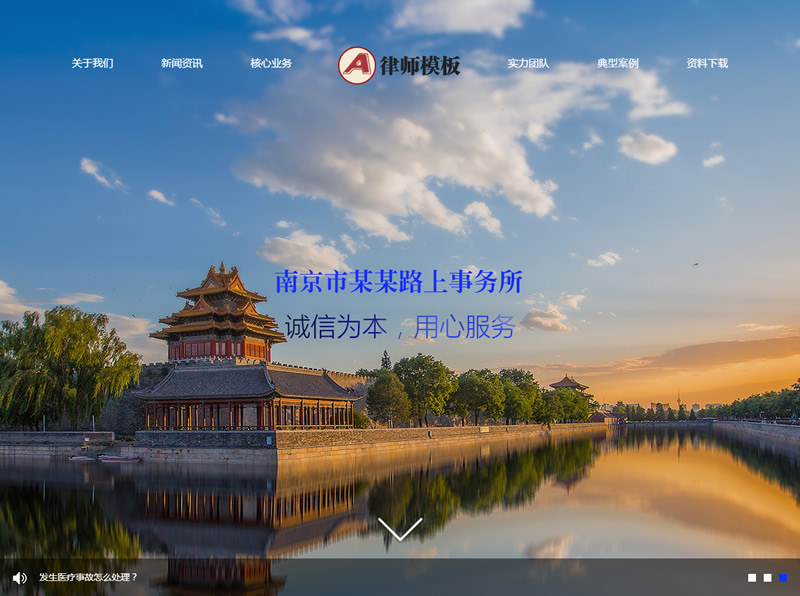 关于我们
新闻资讯
核心业务
A 律师模板
实力团队
典型案例
资料下载
南京市某某路上事务所
诚信为本，用心服务
发生医疗事故怎么处理？